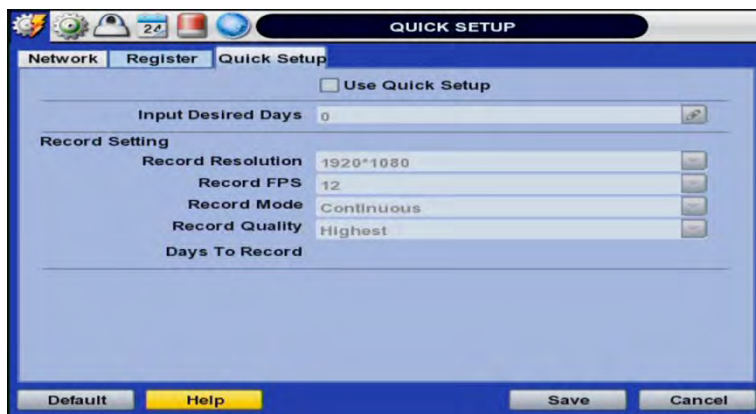 24
QUICK SETUP
Network Register Quick Setup
Use Quick Setup
Input Desired Days 0
Record Setting
Record Resolution 1920*1080
Record FPS 12
Record Mode Continuous
Record Quality Highest
Days To Record
Default Help Save Cancel